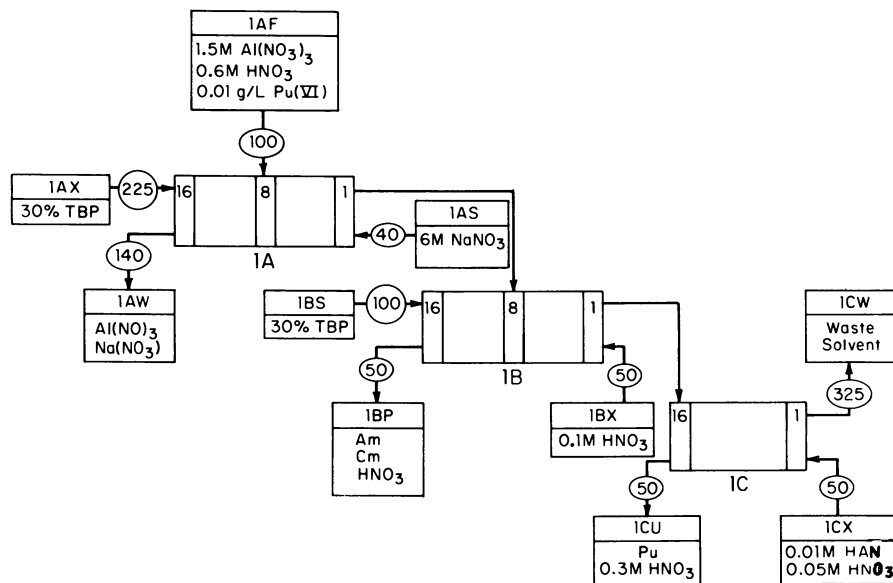 1AF
1.5M Al(NO3)3
0.6M HNO3
0.01 g/L Pu(VI)
100
1AX
30% TBP
225
16
8
1
1A
40
1AS
6M NaNO3
140
1AW
Al(NO)3
Na(NO3)
1BS
30% TBP
100
16
8
1
1B
50
1BP
Am
Cm
HNO3
50
1BX
0.1M HNO3
1CW
Waste
Solvent
325
16
1
1C
50
1CU
Pu
0.3M HNO3
50
1CX
0.01M HAN
0.05M HNO3